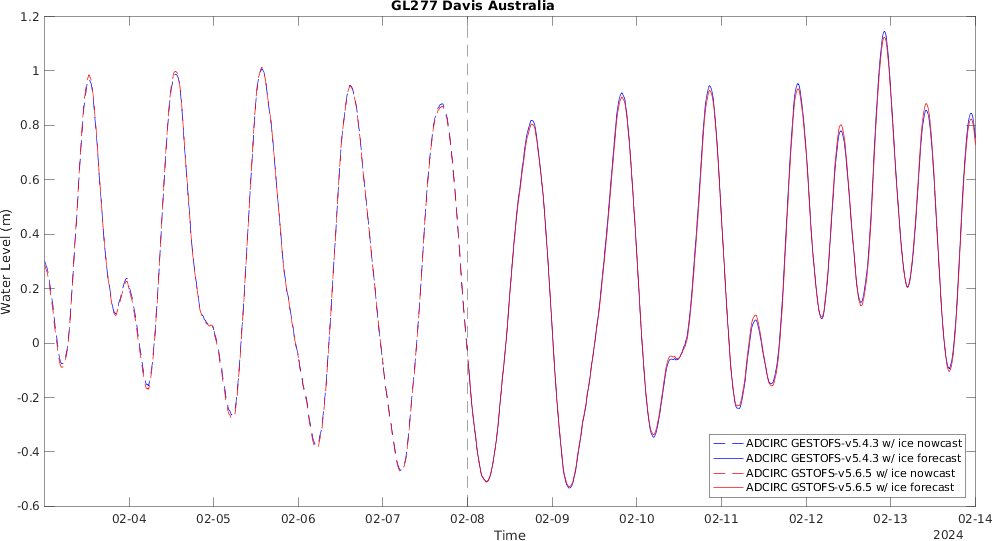 GL277 Davis Australia
1.2
1
0.8
0.6
0.4
0.2
0
-0.2
-0.4
-0.6
Water Level (m)
ADCIRC GESTOFS-v5.4.3 w/ ice nowcast
ADCIRC GESTOFS-v5.4.3 w/ ice forecast
ADCIRC GSTOFS-v5.6.5 w/ ice nowcast
ADCIRC GSTOFS-v5.6.5 w/ ice forecast
02-04 02-05 02-06 02-07 02-08 02-09 02-10 02-11 02-12 02-13 02-14
Time
2024